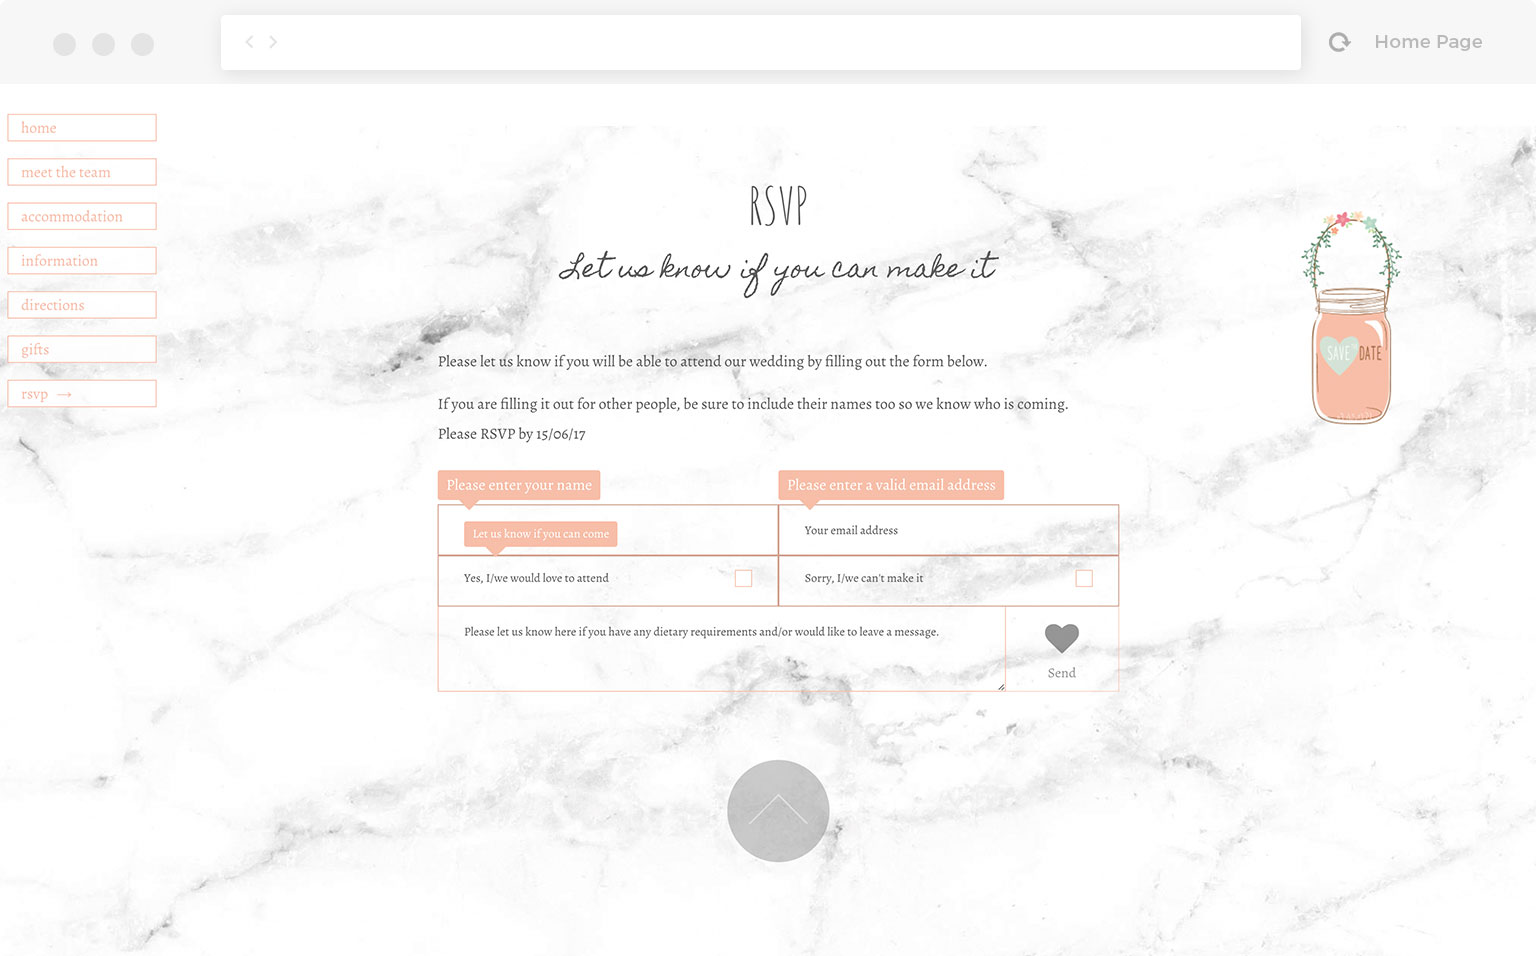 Home Page
home
meet the team
accommodation
information
directions
gifts
rsvp →
RSVP
Let us know if you can make it
SAVE DATE
Please let us know if you will be able to attend our wedding by filling out the form below.
If you are filling it out for other people, be sure to include their names too so we know who is coming.
Please RSVP by 15/06/17
Please enter your name
Please enter a valid email address
Let us know if you can come
Your email address
Yes, I/we would love to attend
Sorry, I/we can't make it
Please let us know here if you have any dietary requirements and/or would like to leave a message.
Send